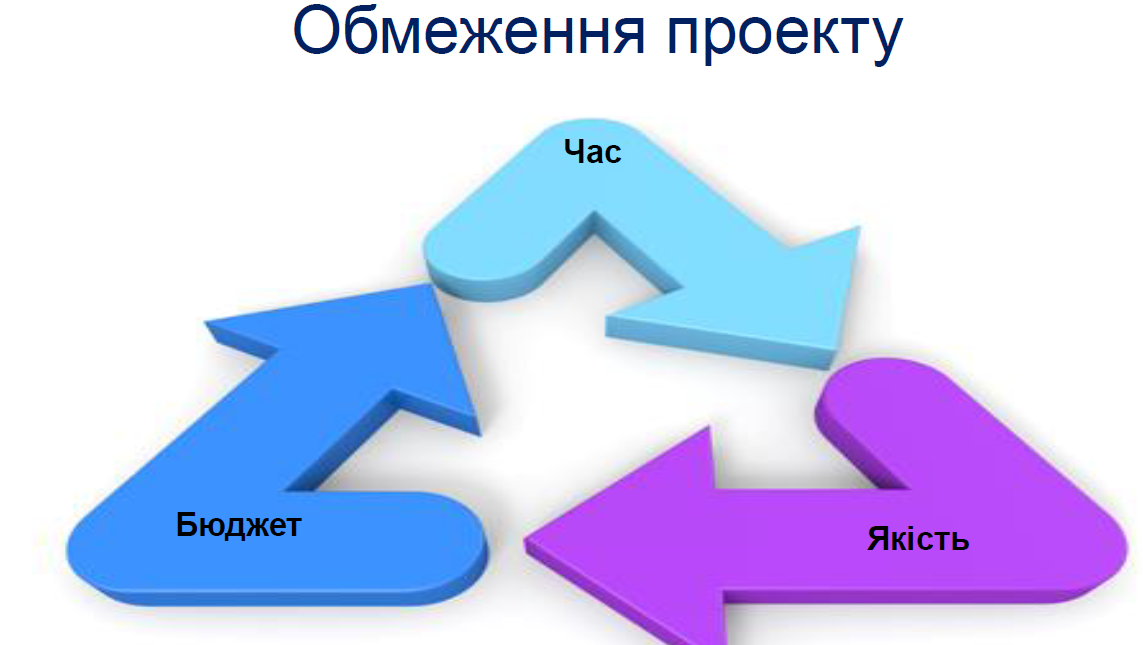 Обмеження проекту
Час
Бюджет
Якість